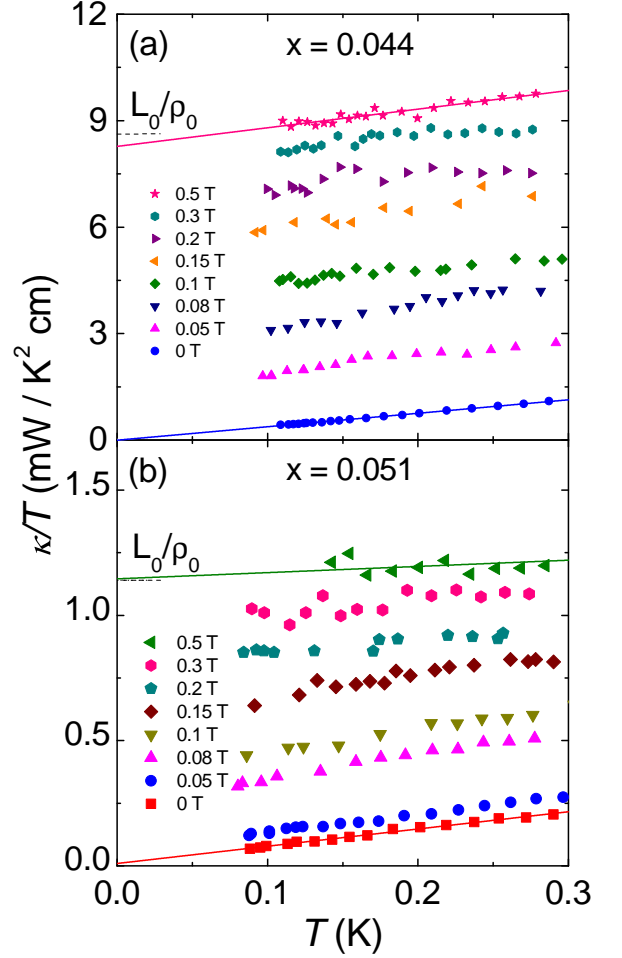 12
(a)
x = 0.044
L₀/ρ₀
9
0.5 T
0.3 T
0.2 T
6
0.15 T
0.1 T
0.08 T
3
0.05 T
0 T
0
κ/T (mW / K² cm)
(b)
x = 0.051
1.5
L₀/ρ₀
1.0
0.5 T
0.3 T
0.2 T
0.15 T
0.5
0.1 T
0.08 T
0.05 T
0 T
0.0
0.0 0.1 0.2 0.3
T (K)